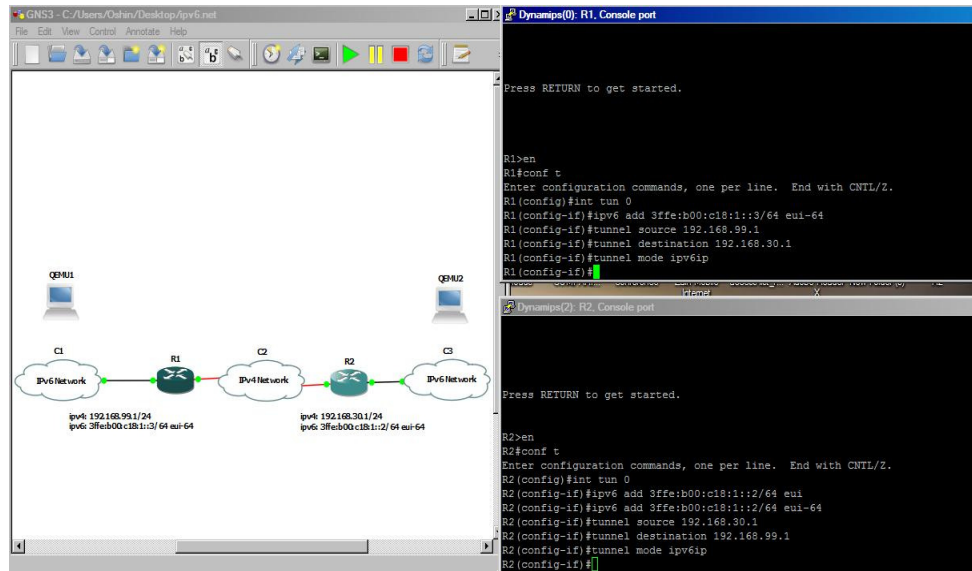 GNS3 - C:/Users/Oshin/Desktop/ipv6.net
File Edit View Control Annotate Help
QEMU1
QEMU2
C1
R1
C2
R2
C3
IPv6 Network
IPv4 Network
IPv6 Network
ipv4: 192.168.99.1/24
ipv6: 3ffe:b00:c18:1::3/ 64 eui-64
ipv4: 192.168.30.1/24
ipv6: 3ffe:b00:c18:1::2/ 64 eui-64
Dynamips(0): R1, Console port
Press RETURN to get started.
R1>en
R1#conf t
Enter configuration commands, one per line.  End with CNTL/Z.
R1(config)#int tun 0
R1(config-if)#ipv6 add 3ffe:b00:c18:1::3/64 eui-64
R1(config-if)#tunnel source 192.168.99.1
R1(config-if)#tunnel destination 192.168.30.1
R1(config-if)#tunnel mode ipv6ip
R1(config-if)#
Internet
Dynamips(2): R2, Console port
Press RETURN to get started.
R2>en
R2#conf t
Enter configuration commands, one per line.  End with CNTL/Z.
R2(config)#int tun 0
R2(config-if)#ipv6 add 3ffe:b00:c18:1::2/64 eui
R2(config-if)#ipv6 add 3ffe:b00:c18:1::2/64 eui-64
R2(config-if)#tunnel source 192.168.30.1
R2(config-if)#tunnel destination 192.168.99.1
R2(config-if)#tunnel mode ipv6ip
R2(config-if)#